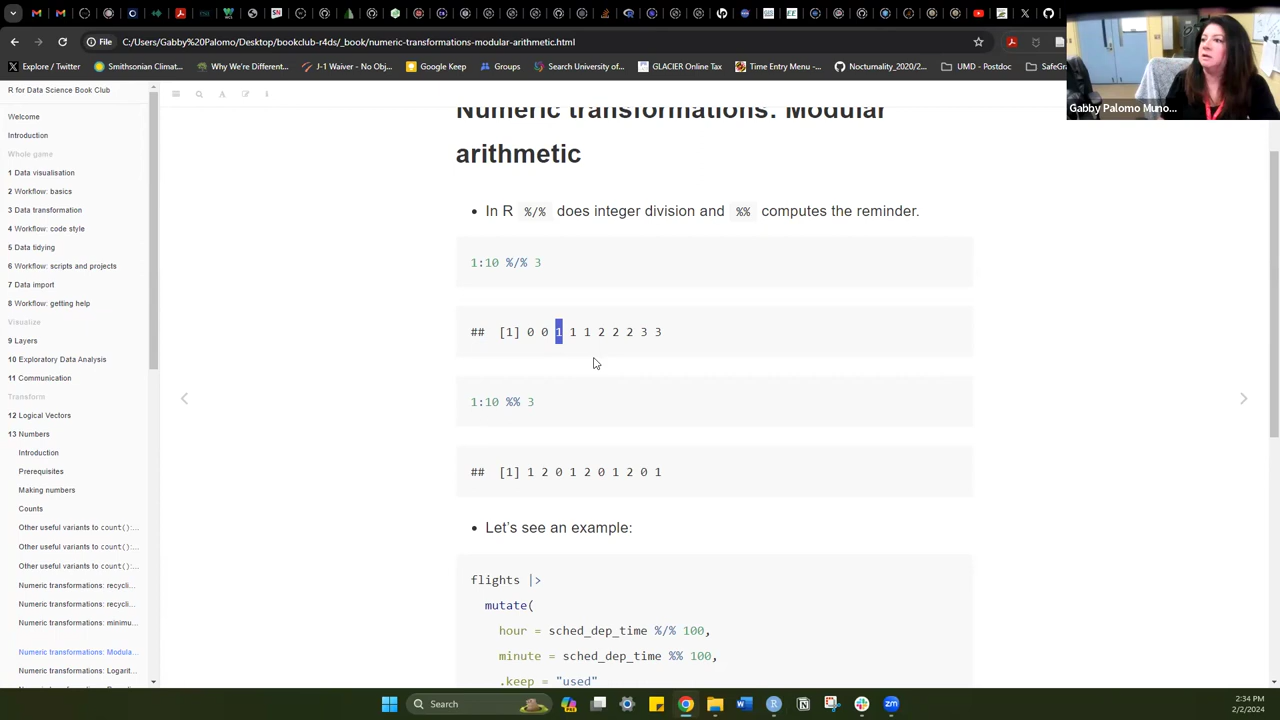 File
C:/Users/Gabby%20Palomo/Desktop/bookclub-r4ds/_book/numeric-transformations-modular-arithmetic.html
Explore / Twitter
Smithsonian Climat...
Why We're Different...
J-1 Waiver - No Obj...
Google Keep
Search University of...
GLACIER Online Tax
Time Entry Menu -...
Nocturnality_2020/2...
UMD - Postdoc
SafeGra
Gabby Palomo Muno...
R for Data Science Book Club
Welcome
Introduction
Whole game
1 Data visualisation
2 Workflow: basics
3 Data transformation
4 Workflow: code style
5 Data tidying
6 Workflow: scripts and projects
7 Data import
8 Workflow: getting help
Visualize
9 Layers
10 Exploratory Data Analysis
11 Communication
Transform
12 Logical Vectors
13 Numbers
Introduction
Prerequisites
Making numbers
Counts
Other useful variants to count():...
Other useful variants to count():...
Other useful variants to count():...
Numeric transformations: recycli...
Numeric transformations: recycli...
Numeric transformations: minimu...
Numeric transformations: Modula...
Numeric transformations: Logarit...
Numeric transformations: Modular
arithmetic
• In R %/% does integer division and %% computes the reminder.
1:10 %/% 3
## [1] 0 0 1 1 1 2 2 2 3 3
1:10 %% 3
## [1] 1 2 0 1 2 0 1 2 0 1
• Let's see an example:
flights |>
mutate(
hour = sched_dep_time %/% 100,
minute = sched_dep_time %% 100,
.keep = "used"
Search
2:34 PM
2/2/2024